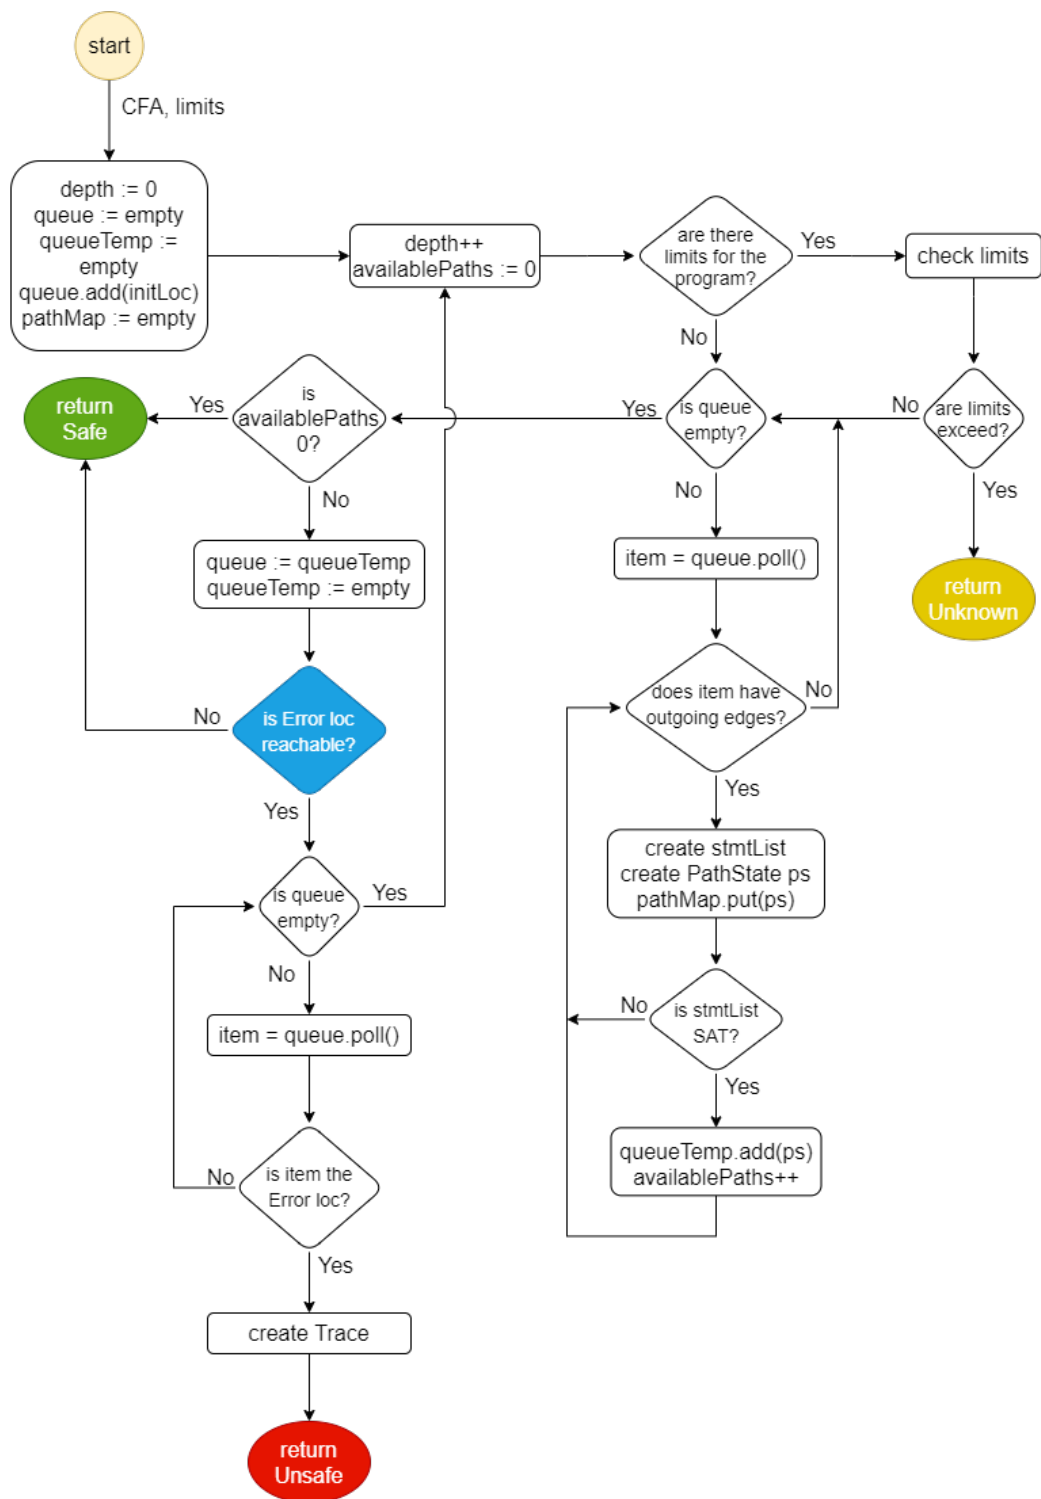 start
CFA, limits
depth := 0
queue := empty
queueTemp :=
empty
queue.add(initLoc)
pathMap := empty
depth++
availablePaths := 0
are there
limits for the
program?
Yes
check limits
No
is
availablePaths
0?
Yes
return
Safe
is queue
empty?
Yes
No
are limits
exceed?
No
Yes
return
Unknown
No
queue := queueTemp
queueTemp := empty
item = queue.poll()
is Error loc
reachable?
No
Yes
does item have
outgoing edges?
No
Yes
create stmtList
create PathState ps
pathMap.put(ps)
is queue
empty?
Yes
No
is stmtList
SAT?
No
Yes
item = queue.poll()
queueTemp.add(ps)
availablePaths++
is item the
Error loc?
No
Yes
create Trace
return
Unsafe